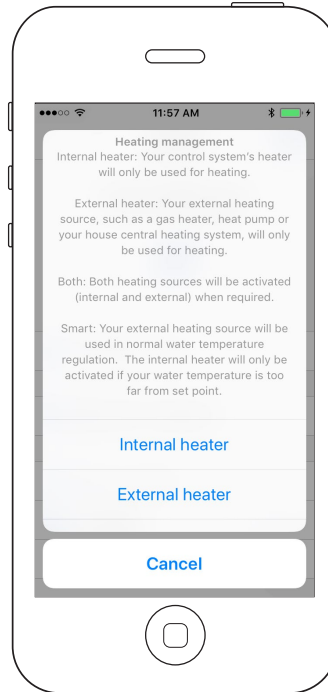 11:57 AM
Heating management
Internal heater: Your control system's heater
will only be used for heating.
External heater: Your external heating
source, such as a gas heater, heat pump or
your house central heating system, will only
be used for heating.
Both: Both heating sources will be activated
(internal and external) when required.
Smart: Your external heating source will be
used in normal water temperature
regulation. The internal heater will only be
activated if your water temperature is too
far from set point.
Internal heater
External heater
Cancel